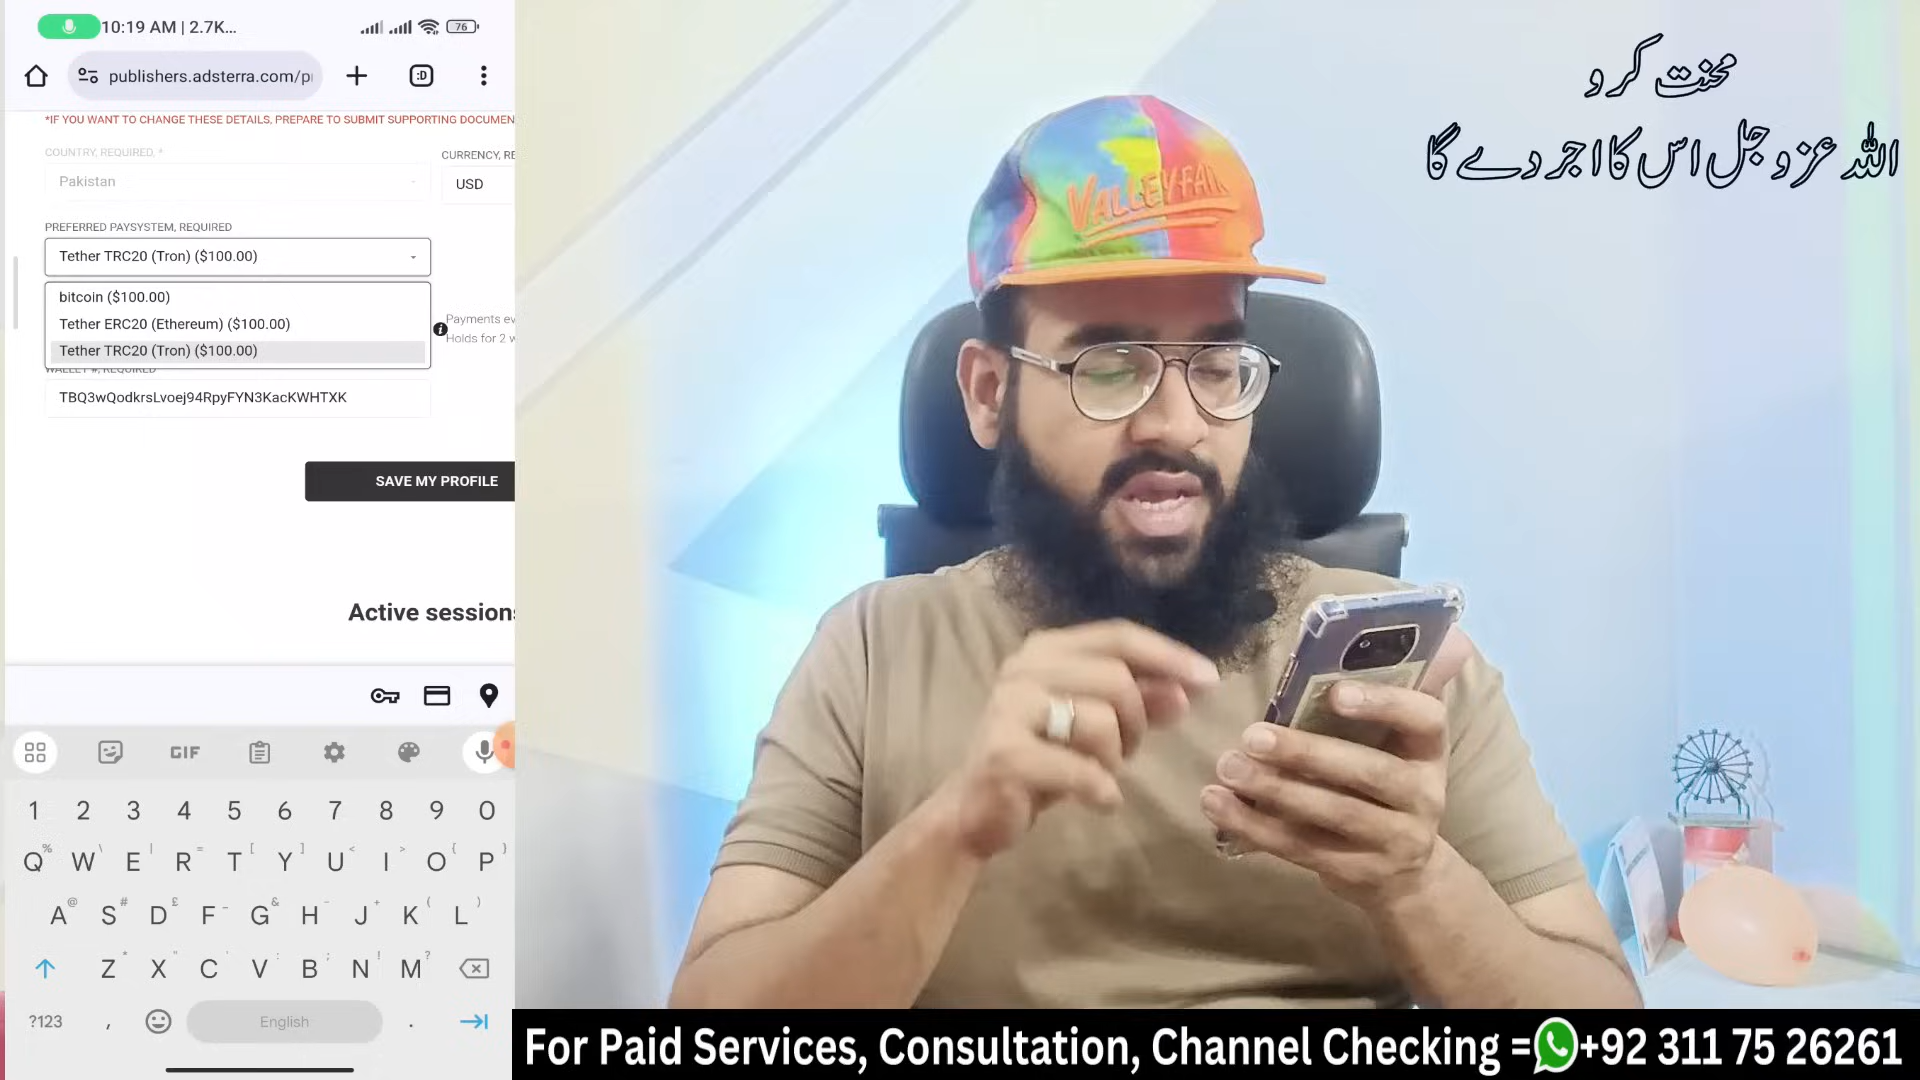 10:19 AM | 2.7K...
76
publishers.adsterra.com/p
:D
*IF YOU WANT TO CHANGE THESE DETAILS, PREPARE TO SUBMIT SUPPORTING DOCUMEN
COUNTRY, REQUIRED, *
CURRENCY, RE
Pakistan
USD
PREFERRED PAYSYSTEM, REQUIRED
Tether TRC20 (Tron) ($100.00)
bitcoin ($100.00)
Tether ERC20 (Ethereum) ($100.00)
Tether TRC20 (Tron) ($100.00)
Payments ev
Holds for 2 w
WALLET #, REQUIRED
TBQ3wQodkrsLvoej94RpyFYN3KacKWHTXK
SAVE MY PROFILE
Active sessions
GIF
1 2 3 4 5 6 7 8 9 0
Q W E R T Y U I O P
% \ | = [ ] < > { }
A S D F G H J K L
@ # £ _ & - + ( )
Z X C V B N M
* " ' : ; ! ?
?123 , English .
محنت کرو
اللہ عزوجل اس کا اجر دے گا
VALLEYFAIR
For Paid Services, Consultation, Channel Checking = +92 311 75 26261